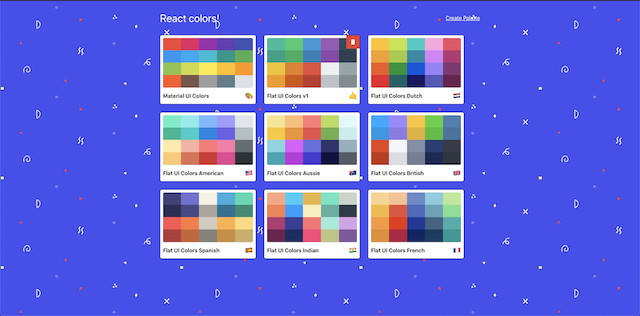 React colors!
Create Palette
Material UI Colors
Flat UI Colors v1
Flat UI Colors Dutch
Flat UI Colors American
Flat UI Colors Aussie
Flat UI Colors British
Flat UI Colors Spanish
Flat UI Colors Indian
Flat UI Colors French